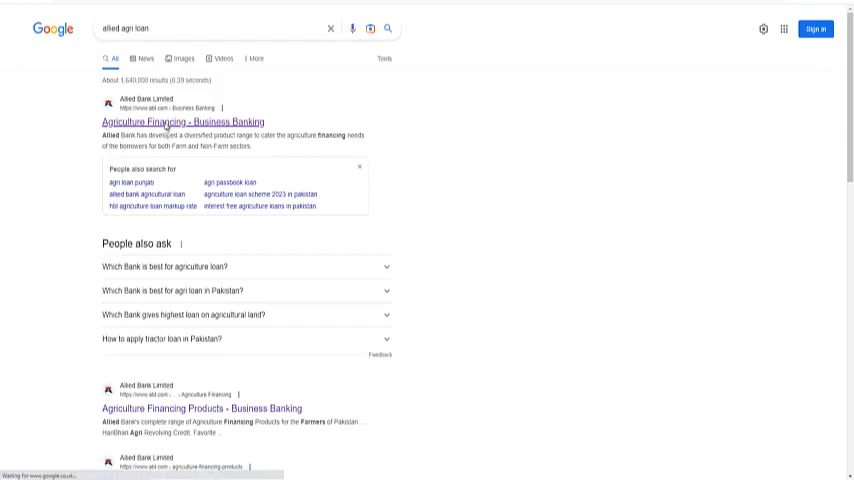 Google
allied agri loan
Sign in
All
News
Images
Videos
More
Tools
About 1,640,000 results (0.39 seconds)
Allied Bank Limited
https://www.abl.com › Business Banking
Agriculture Financing - Business Banking
Allied Bank has developed a diversified product range to cater the agriculture financing needs
of the borrowers for both Farm and Non-Farm sectors.
People also search for
agri loan punjab
agri passbook loan
allied bank agricultural loan
agriculture loan scheme 2023 in pakistan
hbl agriculture loan markup rate
interest free agriculture loans in pakistan
People also ask
Which Bank is best for agriculture loan?
Which Bank is best for agri loan in Pakistan?
Which Bank gives highest loan on agricultural land?
How to apply tractor loan in Pakistan?
Feedback
Allied Bank Limited
https://www.abl.com › ... › Agriculture Financing
Agriculture Financing Products - Business Banking
Allied Bank's complete range of Agriculture Financing Products for the Farmers of Pakistan. ...
HariBhari Agri Revolving Credit. Favorite ...
Allied Bank Limited
https://www.abl.com › agriculture-financing-products
Waiting for www.google.co.uk...